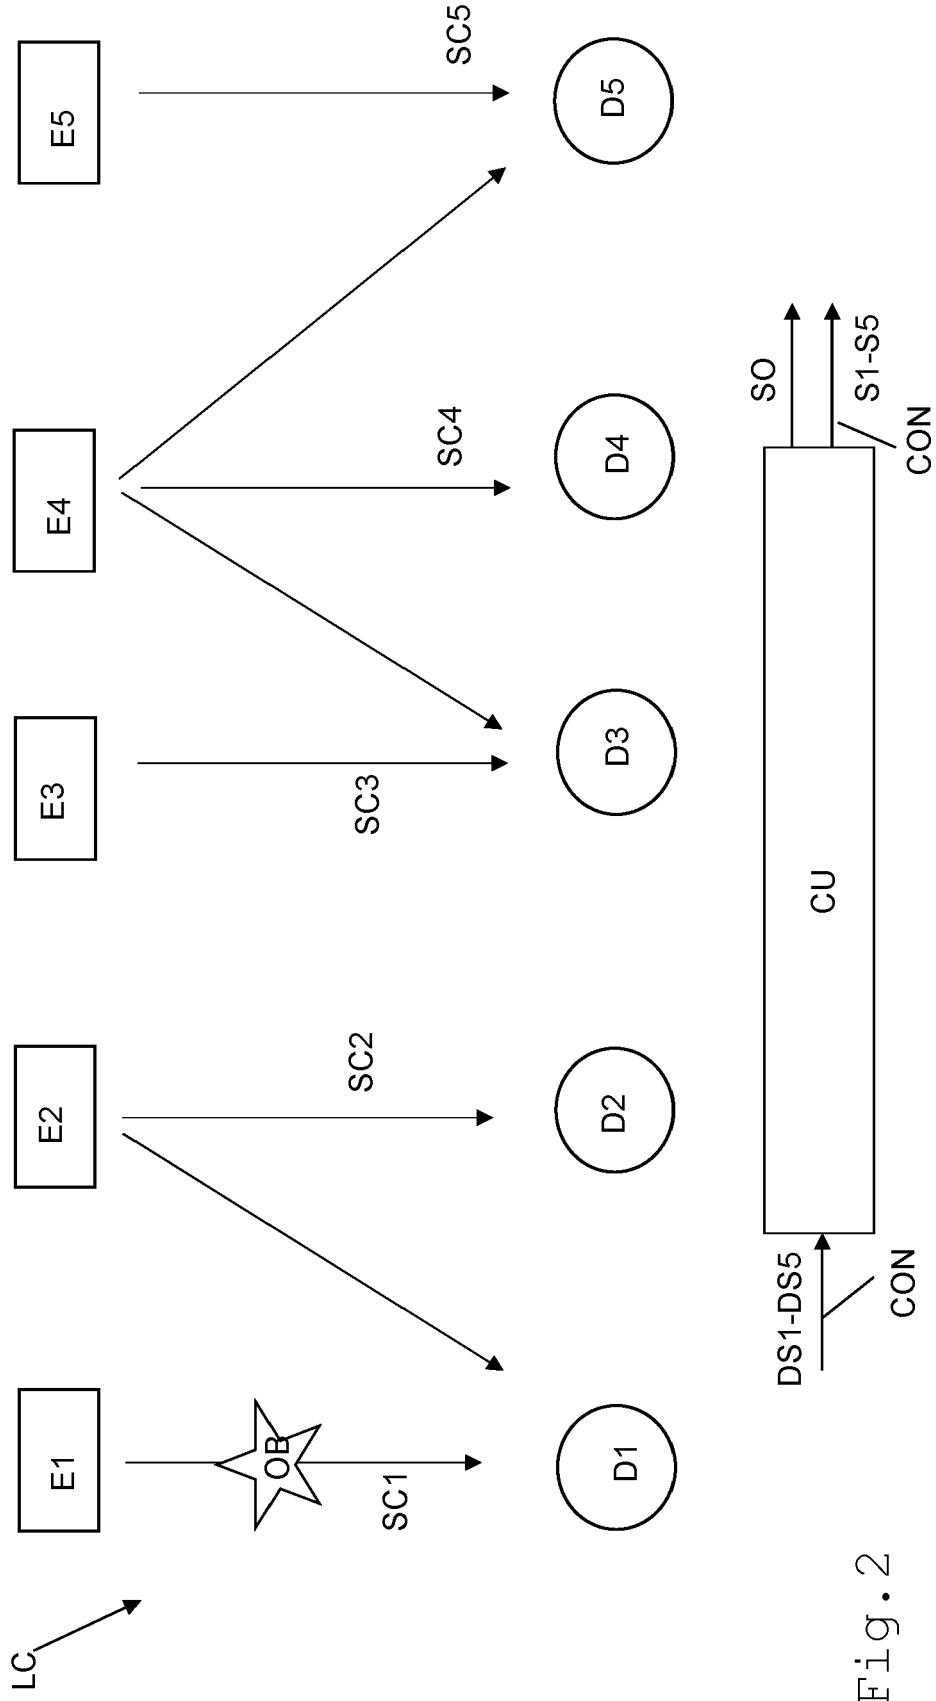 LC
E1
E2
E3
E4
E5
OB
SC1
SC2
SC3
SC4
SC5
D1
D2
D3
D4
D5
DS1-DS5
CON
CU
SO
S1-S5
CON
Fig.2